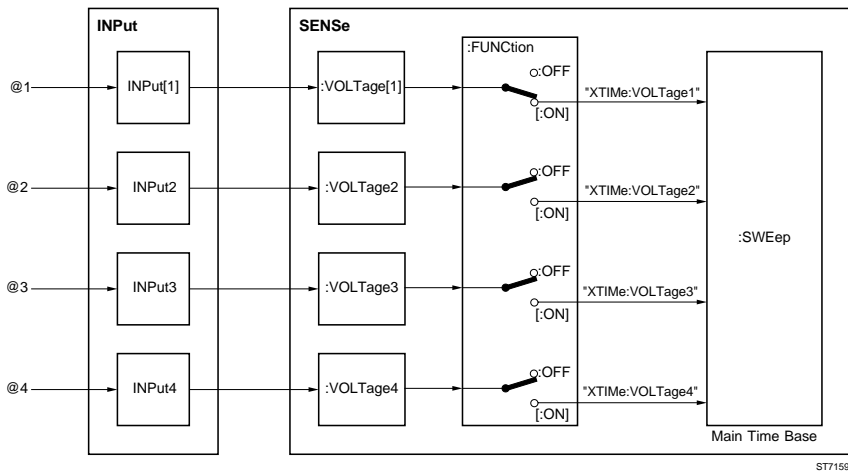 INPut
SENSe
:FUNCtion
@1
INPut[1]
:VOLTage[1]
:OFF
[:ON]
"XTIMe:VOLTage1"
@2
INPut2
:VOLTage2
:OFF
[:ON]
"XTIMe:VOLTage2"
:SWEep
@3
INPut3
:VOLTage3
:OFF
[:ON]
"XTIMe:VOLTage3"
@4
INPut4
:VOLTage4
:OFF
[:ON]
"XTIMe:VOLTage4"
Main Time Base
ST7159